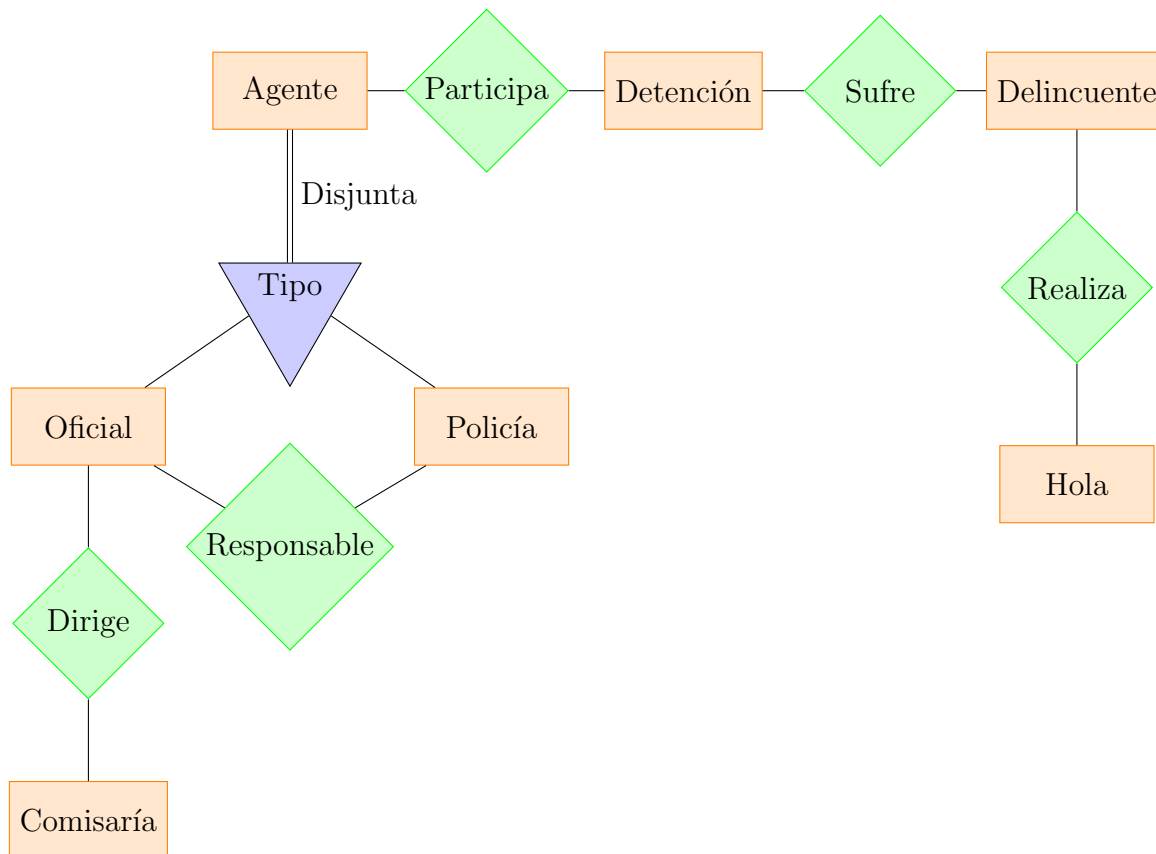 Agente
Participa
Detención
Sufre
Delincuente
Disjunta
Tipo
Realiza
Oficial
Policía
Hola
Responsable
Dirige
Comisaría